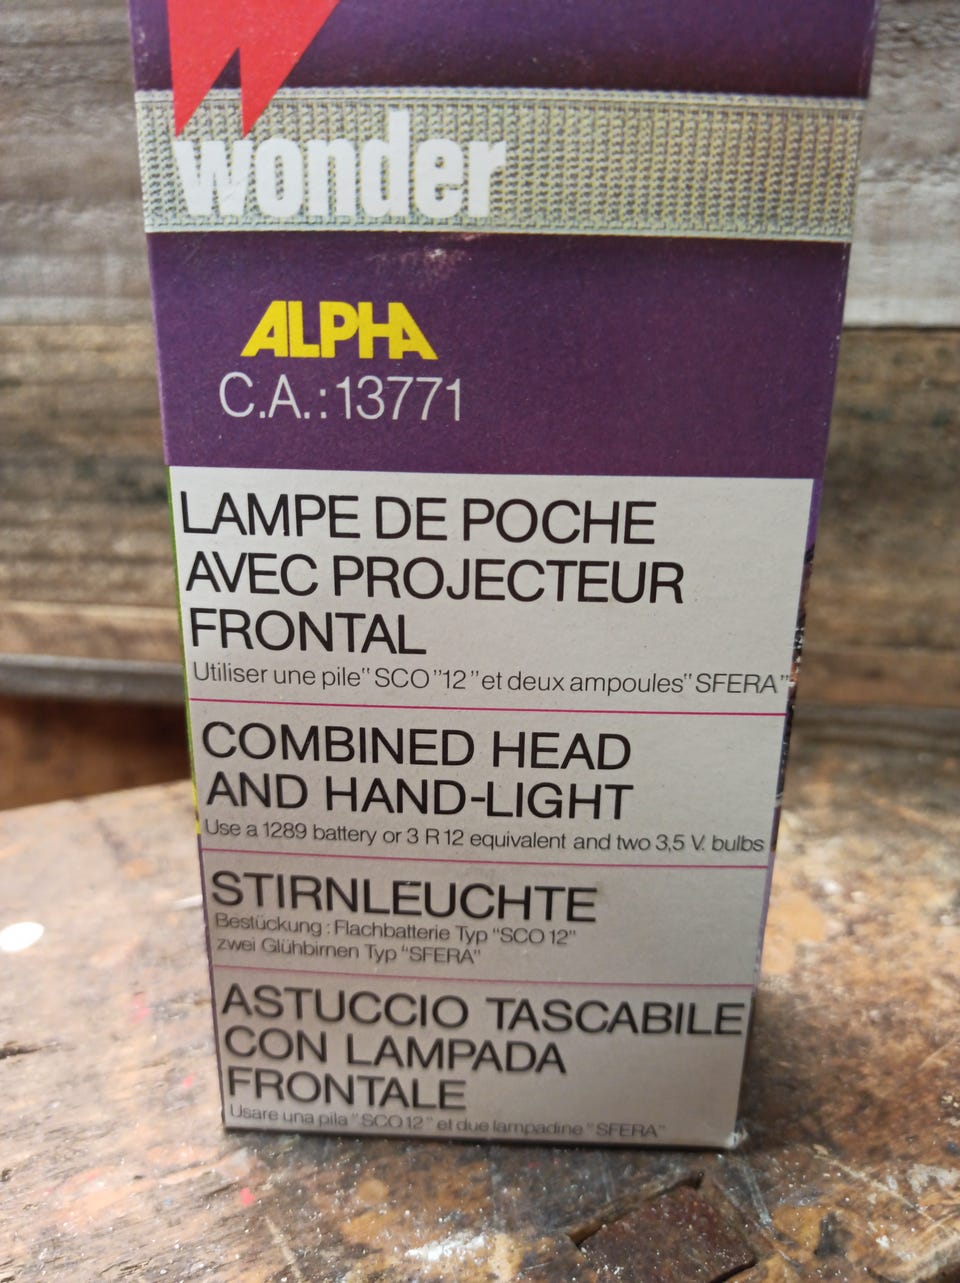 wonder
ALPHA
C.A.:13771
LAMPE DE POCHE
AVEC PROJECTEUR
FRONTAL
Utiliser une pile" SCO "12" et deux ampoules" SFERA"
COMBINED HEAD
AND HAND-LIGHT
Use a 1289 battery or 3 R 12 equivalent and two 3,5 V. bulbs
STIRNLEUCHTE
Bestückung : Flachbatterie Typ "SCO 12"
zwei Glühbirnen Typ "SFERA"
ASTUCCIO TASCABILE
CON LAMPADA
FRONTALE
Usare una pila "SCO 12" et due lampadine "SFERA"